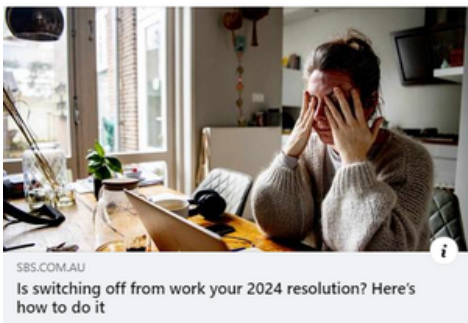 SBS.COM.AU
Is switching off from work your 2024 resolution? Here's
how to do it